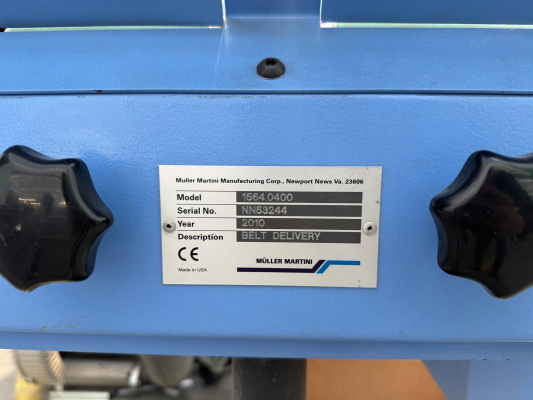 Muller Martini Manufacturing Corp., Newport News Va. 23606
Model 1564.0400
Serial No. NN53244
Year 2010
Description BELT DELIVERY
CE MÜLLER MARTINI
Made in USA